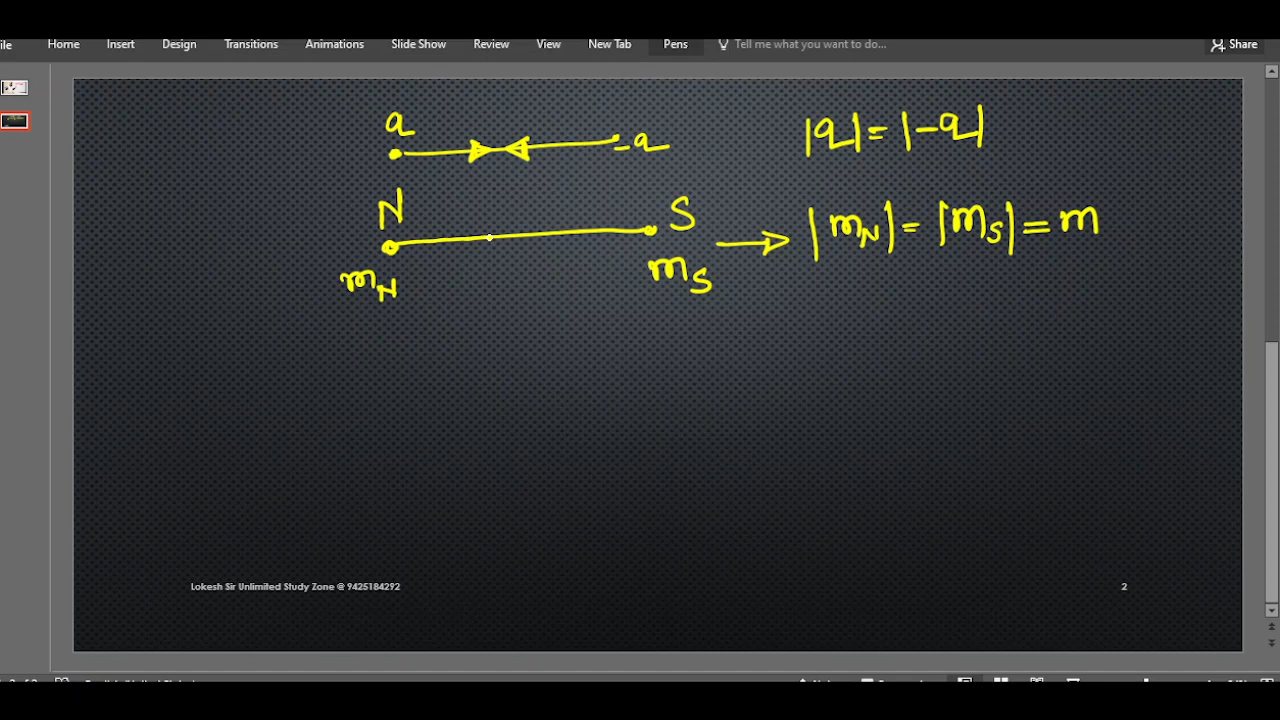 File Home Insert Design Transitions Animations Slide Show Review View New Tab Pens Tell me what you want to do... Share
q -q |q| = |-q|
N S
m_N m_S → |m_N| = |m_S| = m
Lokesh Sir Unlimited Study Zone @ 9425184292 2